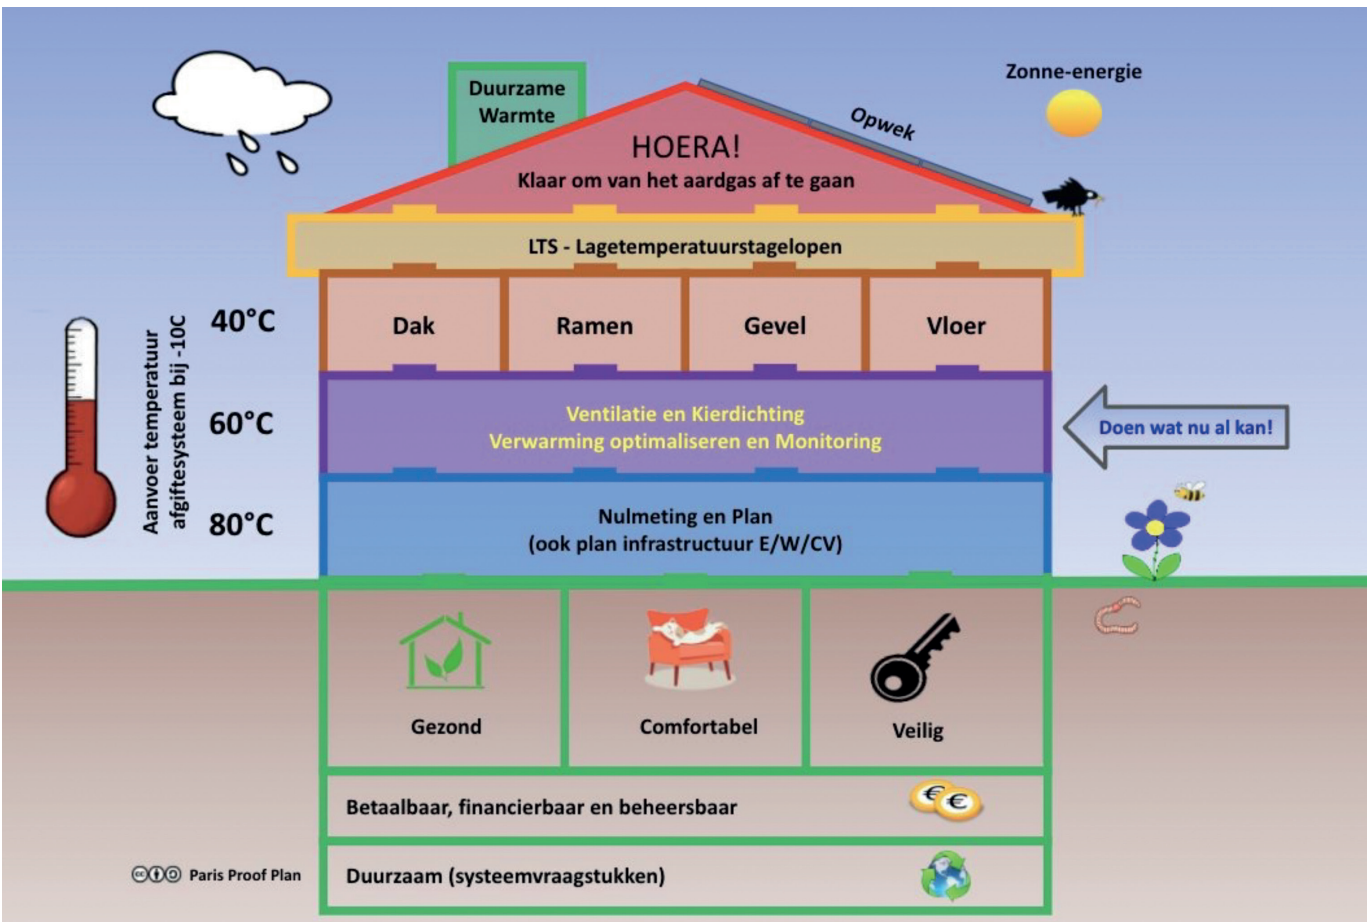 Duurzame
Warmte
Zonne-energie
Opwek
HOERA!
Klaar om van het aardgas af te gaan
LTS - Lagetemperatuurstagelopen
40°C
Dak
Ramen
Gevel
Vloer
Aanvoer temperatuur
afgiftesysteem bij -10C
60°C
Ventilatie en Kierdichting
Verwarming optimaliseren en Monitoring
Doen wat nu al kan!
80°C
Nulmeting en Plan
(ook plan infrastructuur E/W/CV)
Gezond
Comfortabel
Veilig
Betaalbaar, financierbaar en beheersbaar
€ €
cc Paris Proof Plan
Duurzaam (systeemvraagstukken)